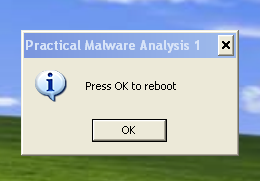 Practical Malware Analysis 1
Press OK to reboot
OK